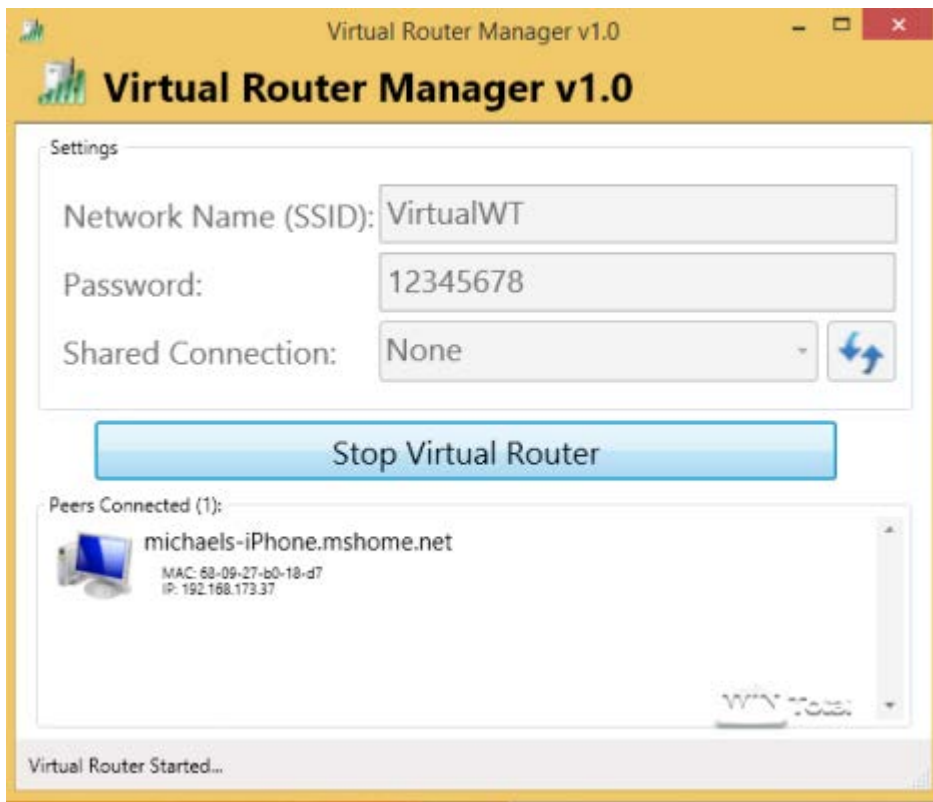 Virtual Router Manager v1.0
Virtual Router Manager v1.0
Settings
Network Name (SSID): VirtualWT
Password: 12345678
Shared Connection: None
Stop Virtual Router
Peers Connected (1):
michaels-iPhone.mshome.net
MAC: 68-09-27-b0-18-d7
IP: 192.168.173.37
WIN Total
Virtual Router Started...